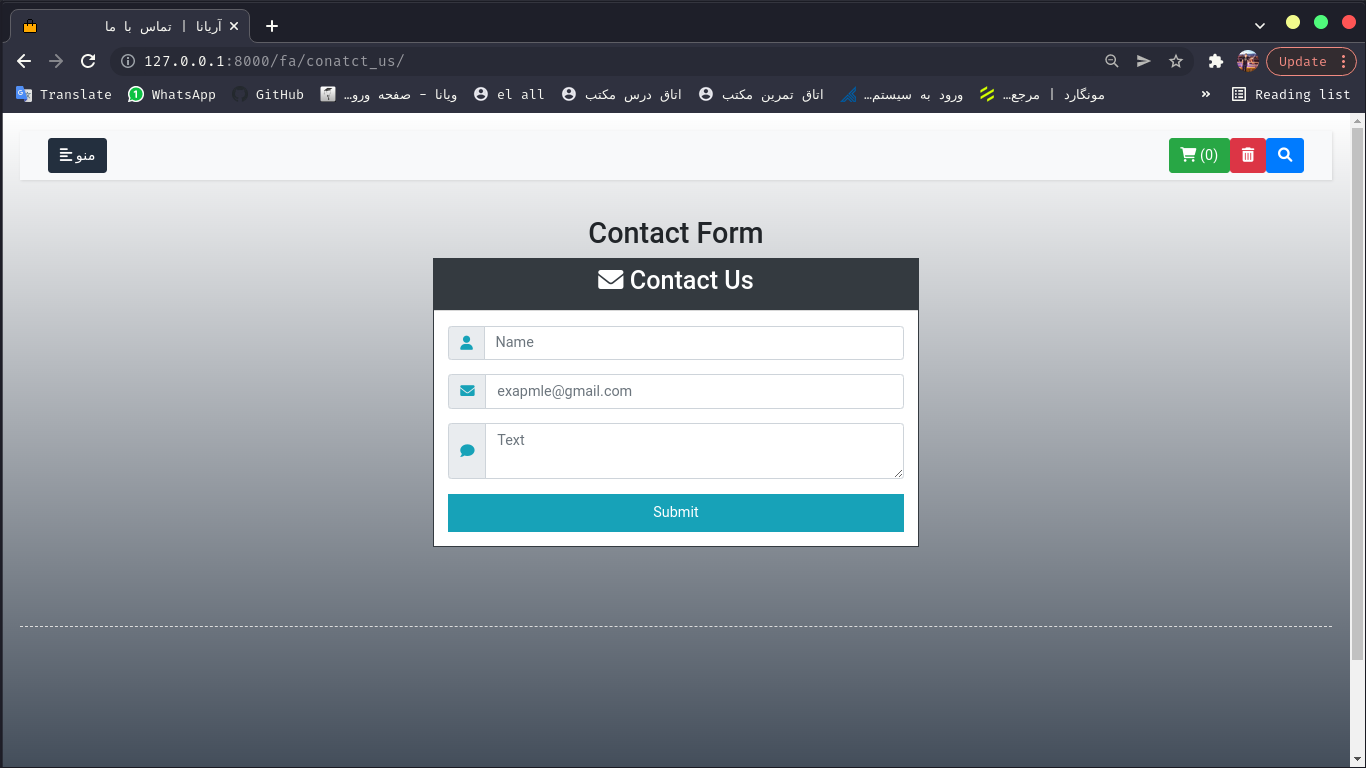 آریانا | تماس با ما
127.0.0.1:8000/fa/conatct_us/
Update
Translate
WhatsApp
GitHub
ویانا - صفحه ورو...
el all
اتاق درس مکتب
اتاق تمرین مکتب
ورود به سیستم...
مونگارد | مرجع...
»
Reading list
منو
(0)
Contact Form
Contact Us
Name
exapmle@gmail.com
Text
Submit